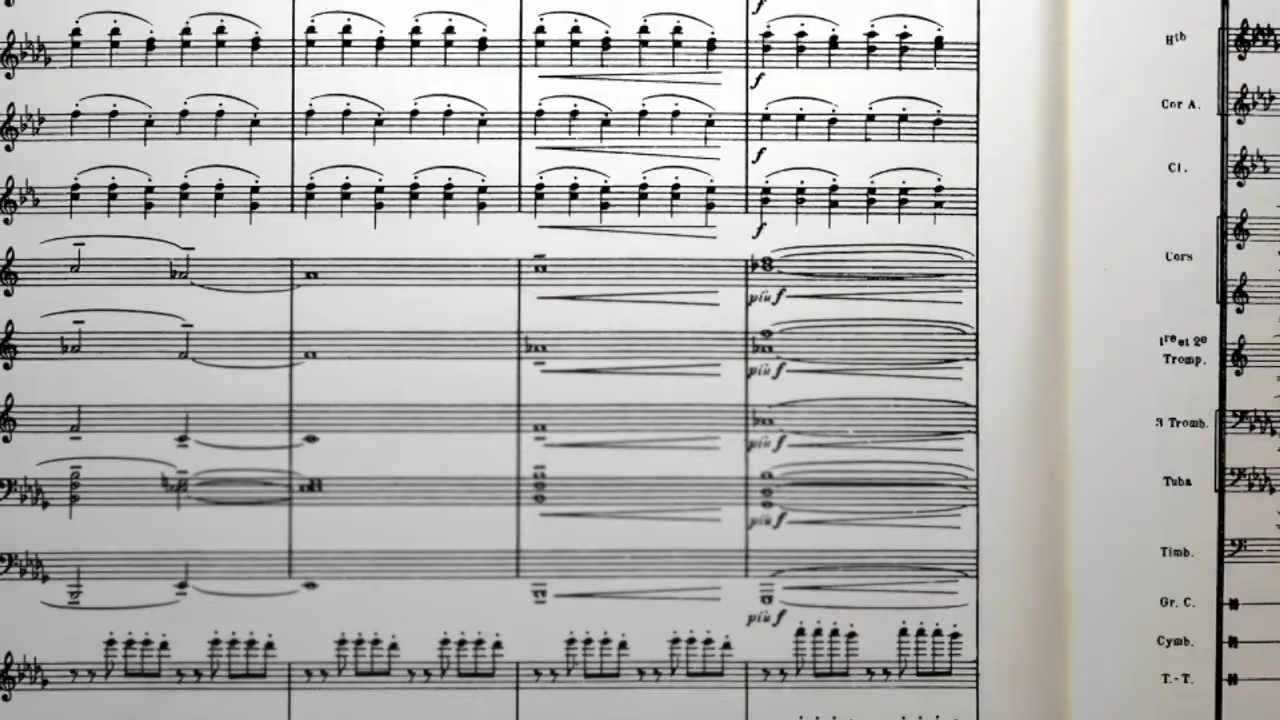 f
f
f
f
più f
più f
più f
più f
più f
Htb
Cor A.
Cl.
Cors
1re et 2e
Tromp.
3 Tromb.
Tuba
Timb.
Gr. C.
Cymb.
T.-T.